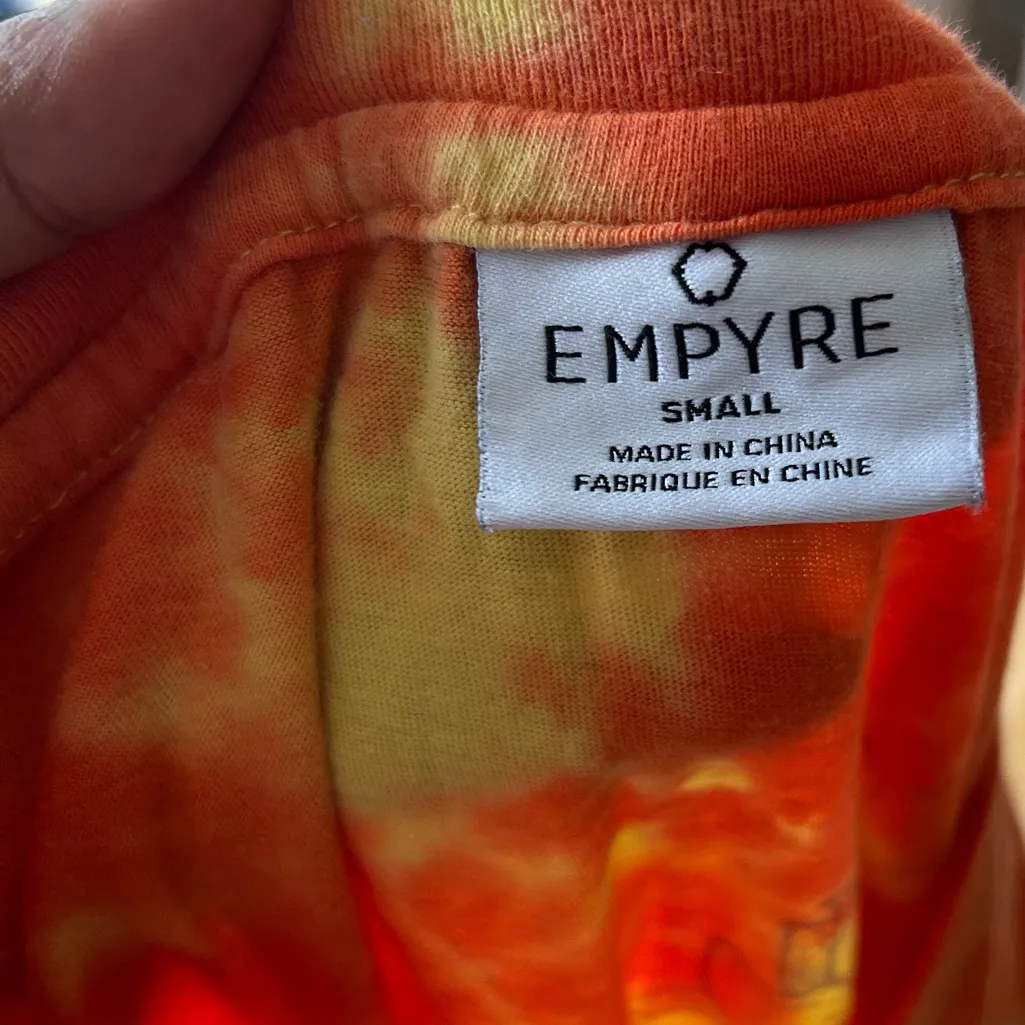 EMPYRE
SMALL
MADE IN CHINA
FABRIQUE EN CHINE